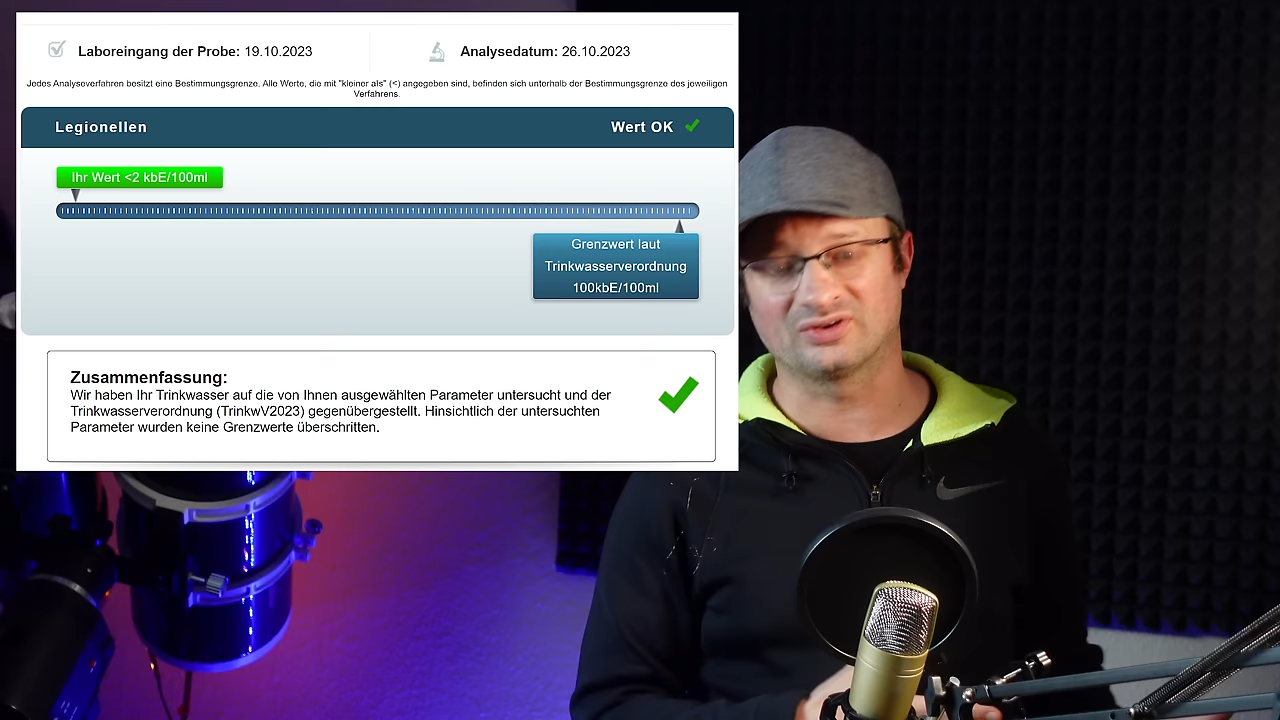 Laboreingang der Probe: 19.10.2023
Analysedatum: 26.10.2023
Jedes Analyseverfahren besitzt eine Bestimmungsgrenze. Alle Werte, die mit "kleiner als" (<) angegeben sind, befinden sich unterhalb der Bestimmungsgrenze des jeweiligen
Verfahrens.
Legionellen
Wert OK
Ihr Wert <2 kbE/100ml
Grenzwert laut
Trinkwasserverordnung
100kbE/100ml
Zusammenfassung:
Wir haben Ihr Trinkwasser auf die von Ihnen ausgewählten Parameter untersucht und der
Trinkwasserverordnung (TrinkwV2023) gegenübergestellt. Hinsichtlich der untersuchten
Parameter wurden keine Grenzwerte überschritten.